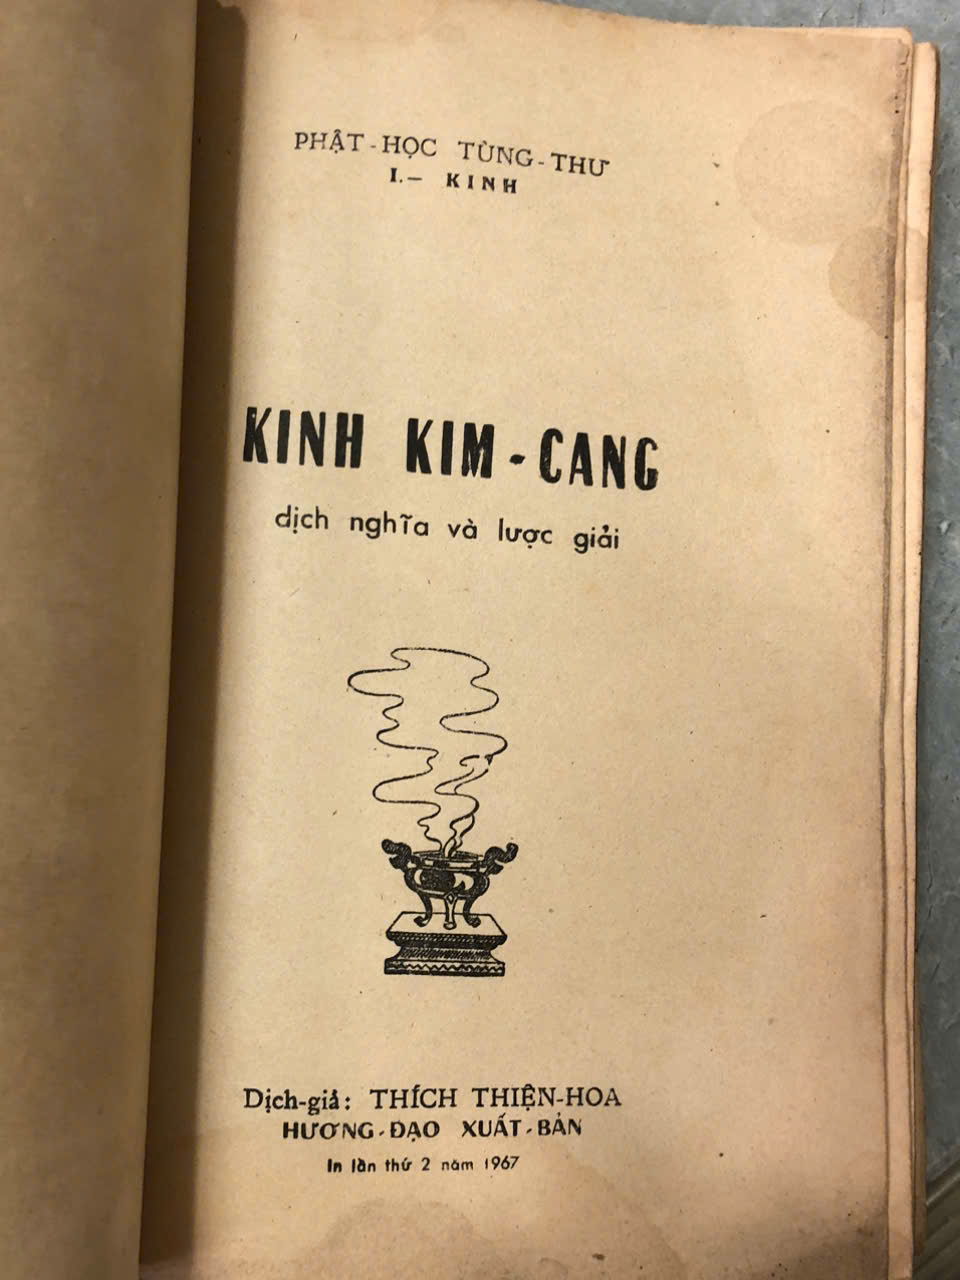 PHẬT-HỌC TÙNG-THƯ
I.— KINH
KINH KIM-CANG
dịch nghĩa và lược giải
Dịch-giả: THÍCH THIỆN-HOA
HƯƠNG-ĐẠO XUẤT-BẢN
In lần thứ 2 năm 1967